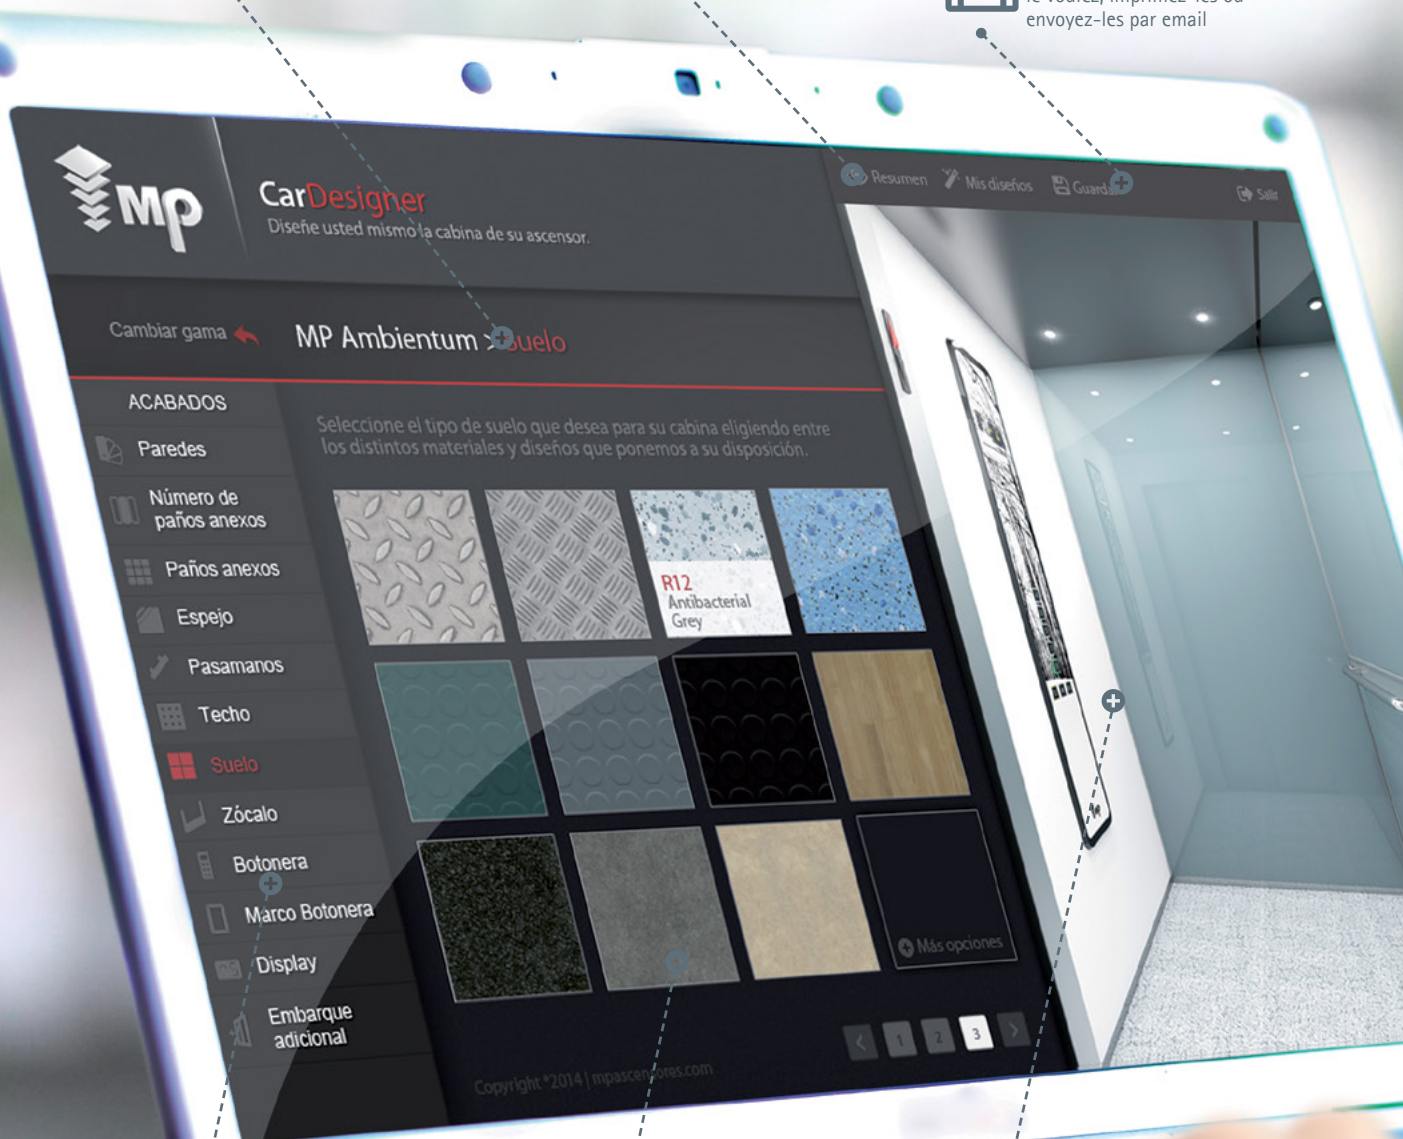 envoyez-les par email
MP
CarDesigner
Diseñe usted mismo la cabina de su ascensor.
Resumen
Mis diseños
Guardar
Salir
Cambiar gama
MP Ambientum > Suelo
ACABADOS
Paredes
Número de
paños anexos
Paños anexos
Espejo
Pasamanos
Techo
Suelo
Zócalo
Botonera
Marco Botonera
Display
Embarque
adicional
Seleccione el tipo de suelo que desea para su cabina eligiendo entre
los distintos materiales y diseños que ponemos a su disposición.
R12
Antibacterial
Grey
Más opciones
< 1 2 3 >
Copyright ©2014 | mpascensores.com